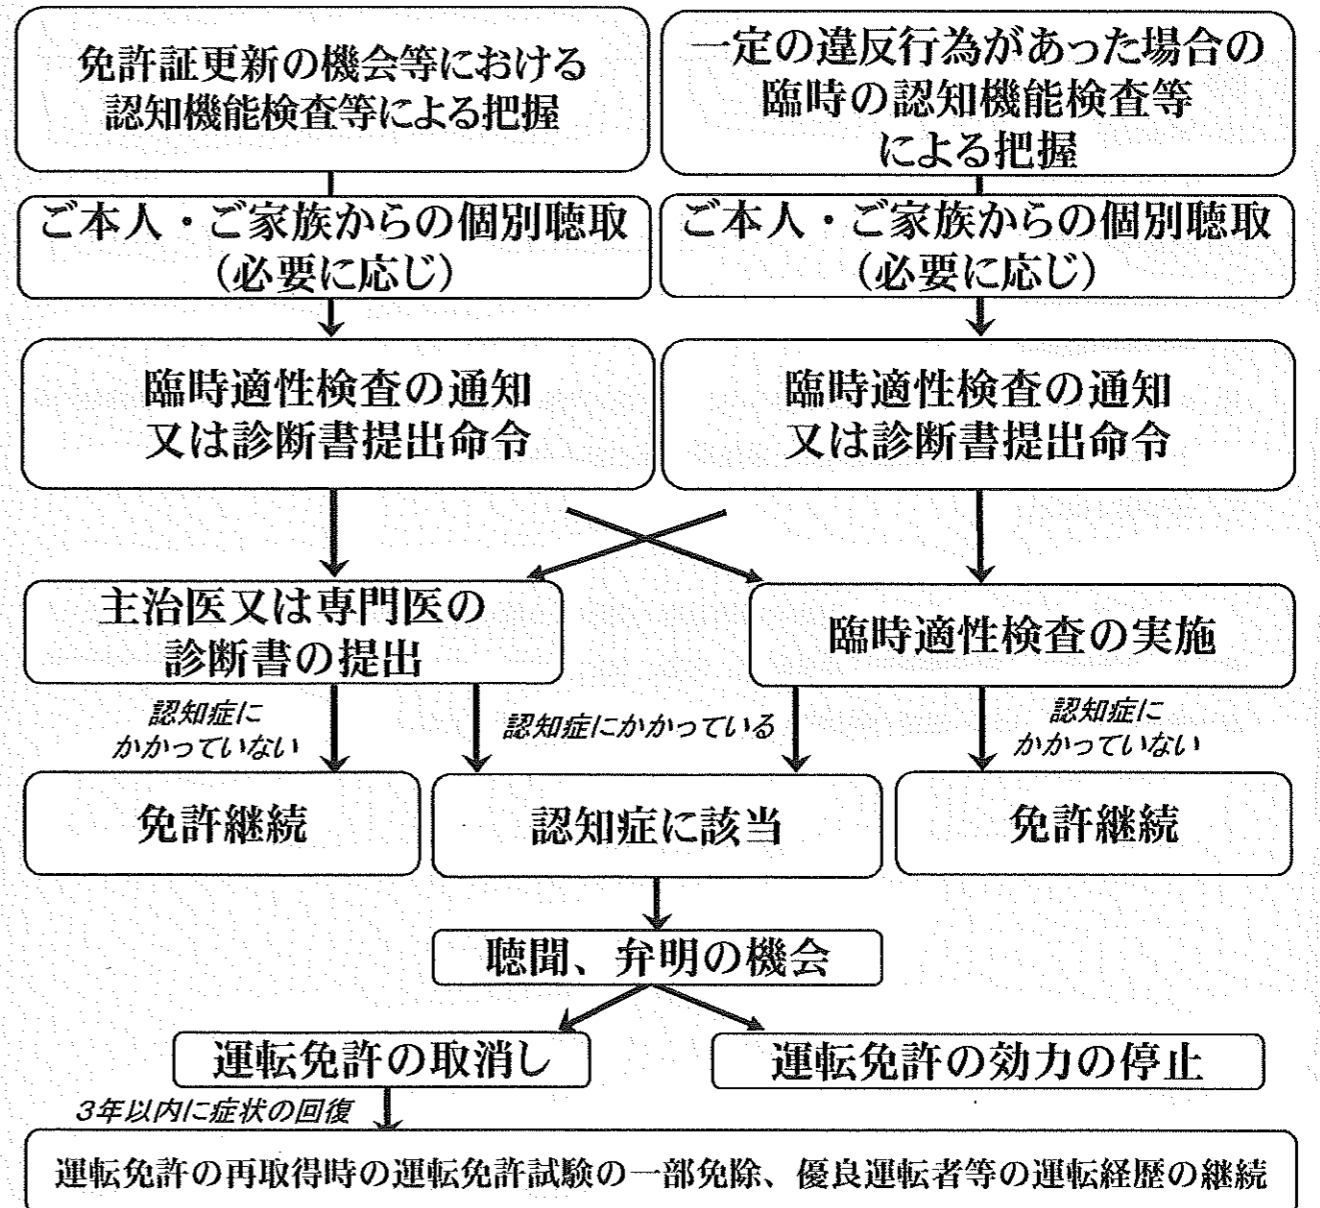 免許証更新の機会等における
認知機能検査等による把握
一定の違反行為があった場合の
臨時の認知機能検査等
による把握
ご本人・ご家族からの個別聴取
（必要に応じ）
ご本人・ご家族からの個別聴取
（必要に応じ）
臨時適性検査の通知
又は診断書提出命令
臨時適性検査の通知
又は診断書提出命令
主治医又は専門医の
診断書の提出
臨時適性検査の実施
認知症に
かかっていない
認知症にかかっている
認知症に
かかっていない
免許継続
認知症に該当
免許継続
聴聞、弁明の機会
運転免許の取消し
運転免許の効力の停止
3年以内に症状の回復
運転免許の再取得時の運転免許試験の一部免除、優良運転者等の運転経歴の継続